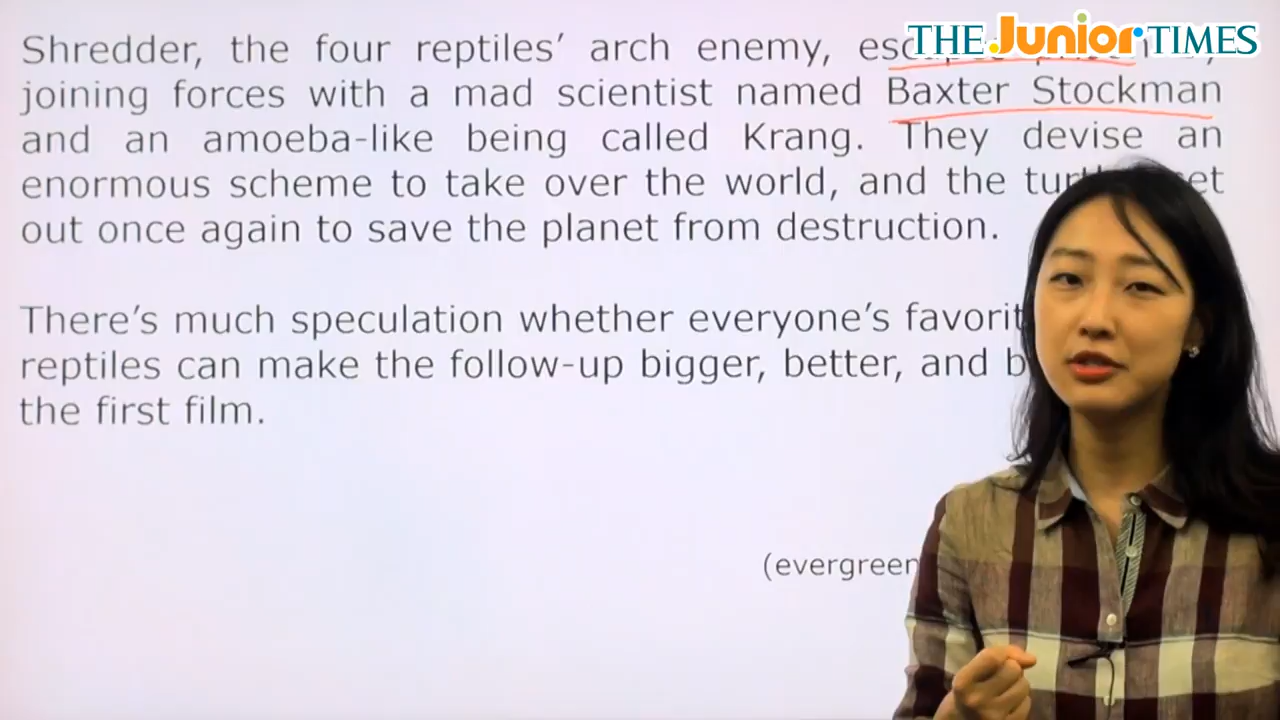 THE Junior TIMES
Shredder, the four reptiles’ arch enemy,
joining forces with a mad scientist named Baxter Stockman
and an amoeba-like being called Krang. They devise an
enormous scheme to take over the world, and the
out once again to save the planet from destruction.
There’s much speculation whether everyone’s
reptiles can make the follow-up bigger, better, and
the first film.
(evergreen